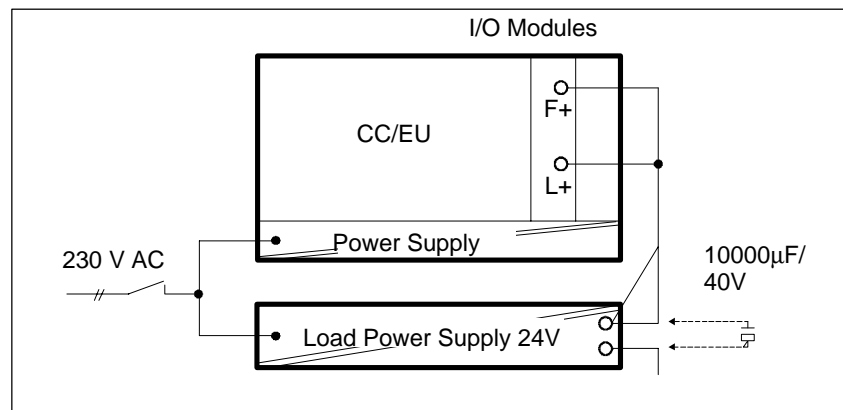 I/O Modules
F+
CC/EU
L+
Power Supply
230 V AC
10000µF/
40V
Load Power Supply 24V